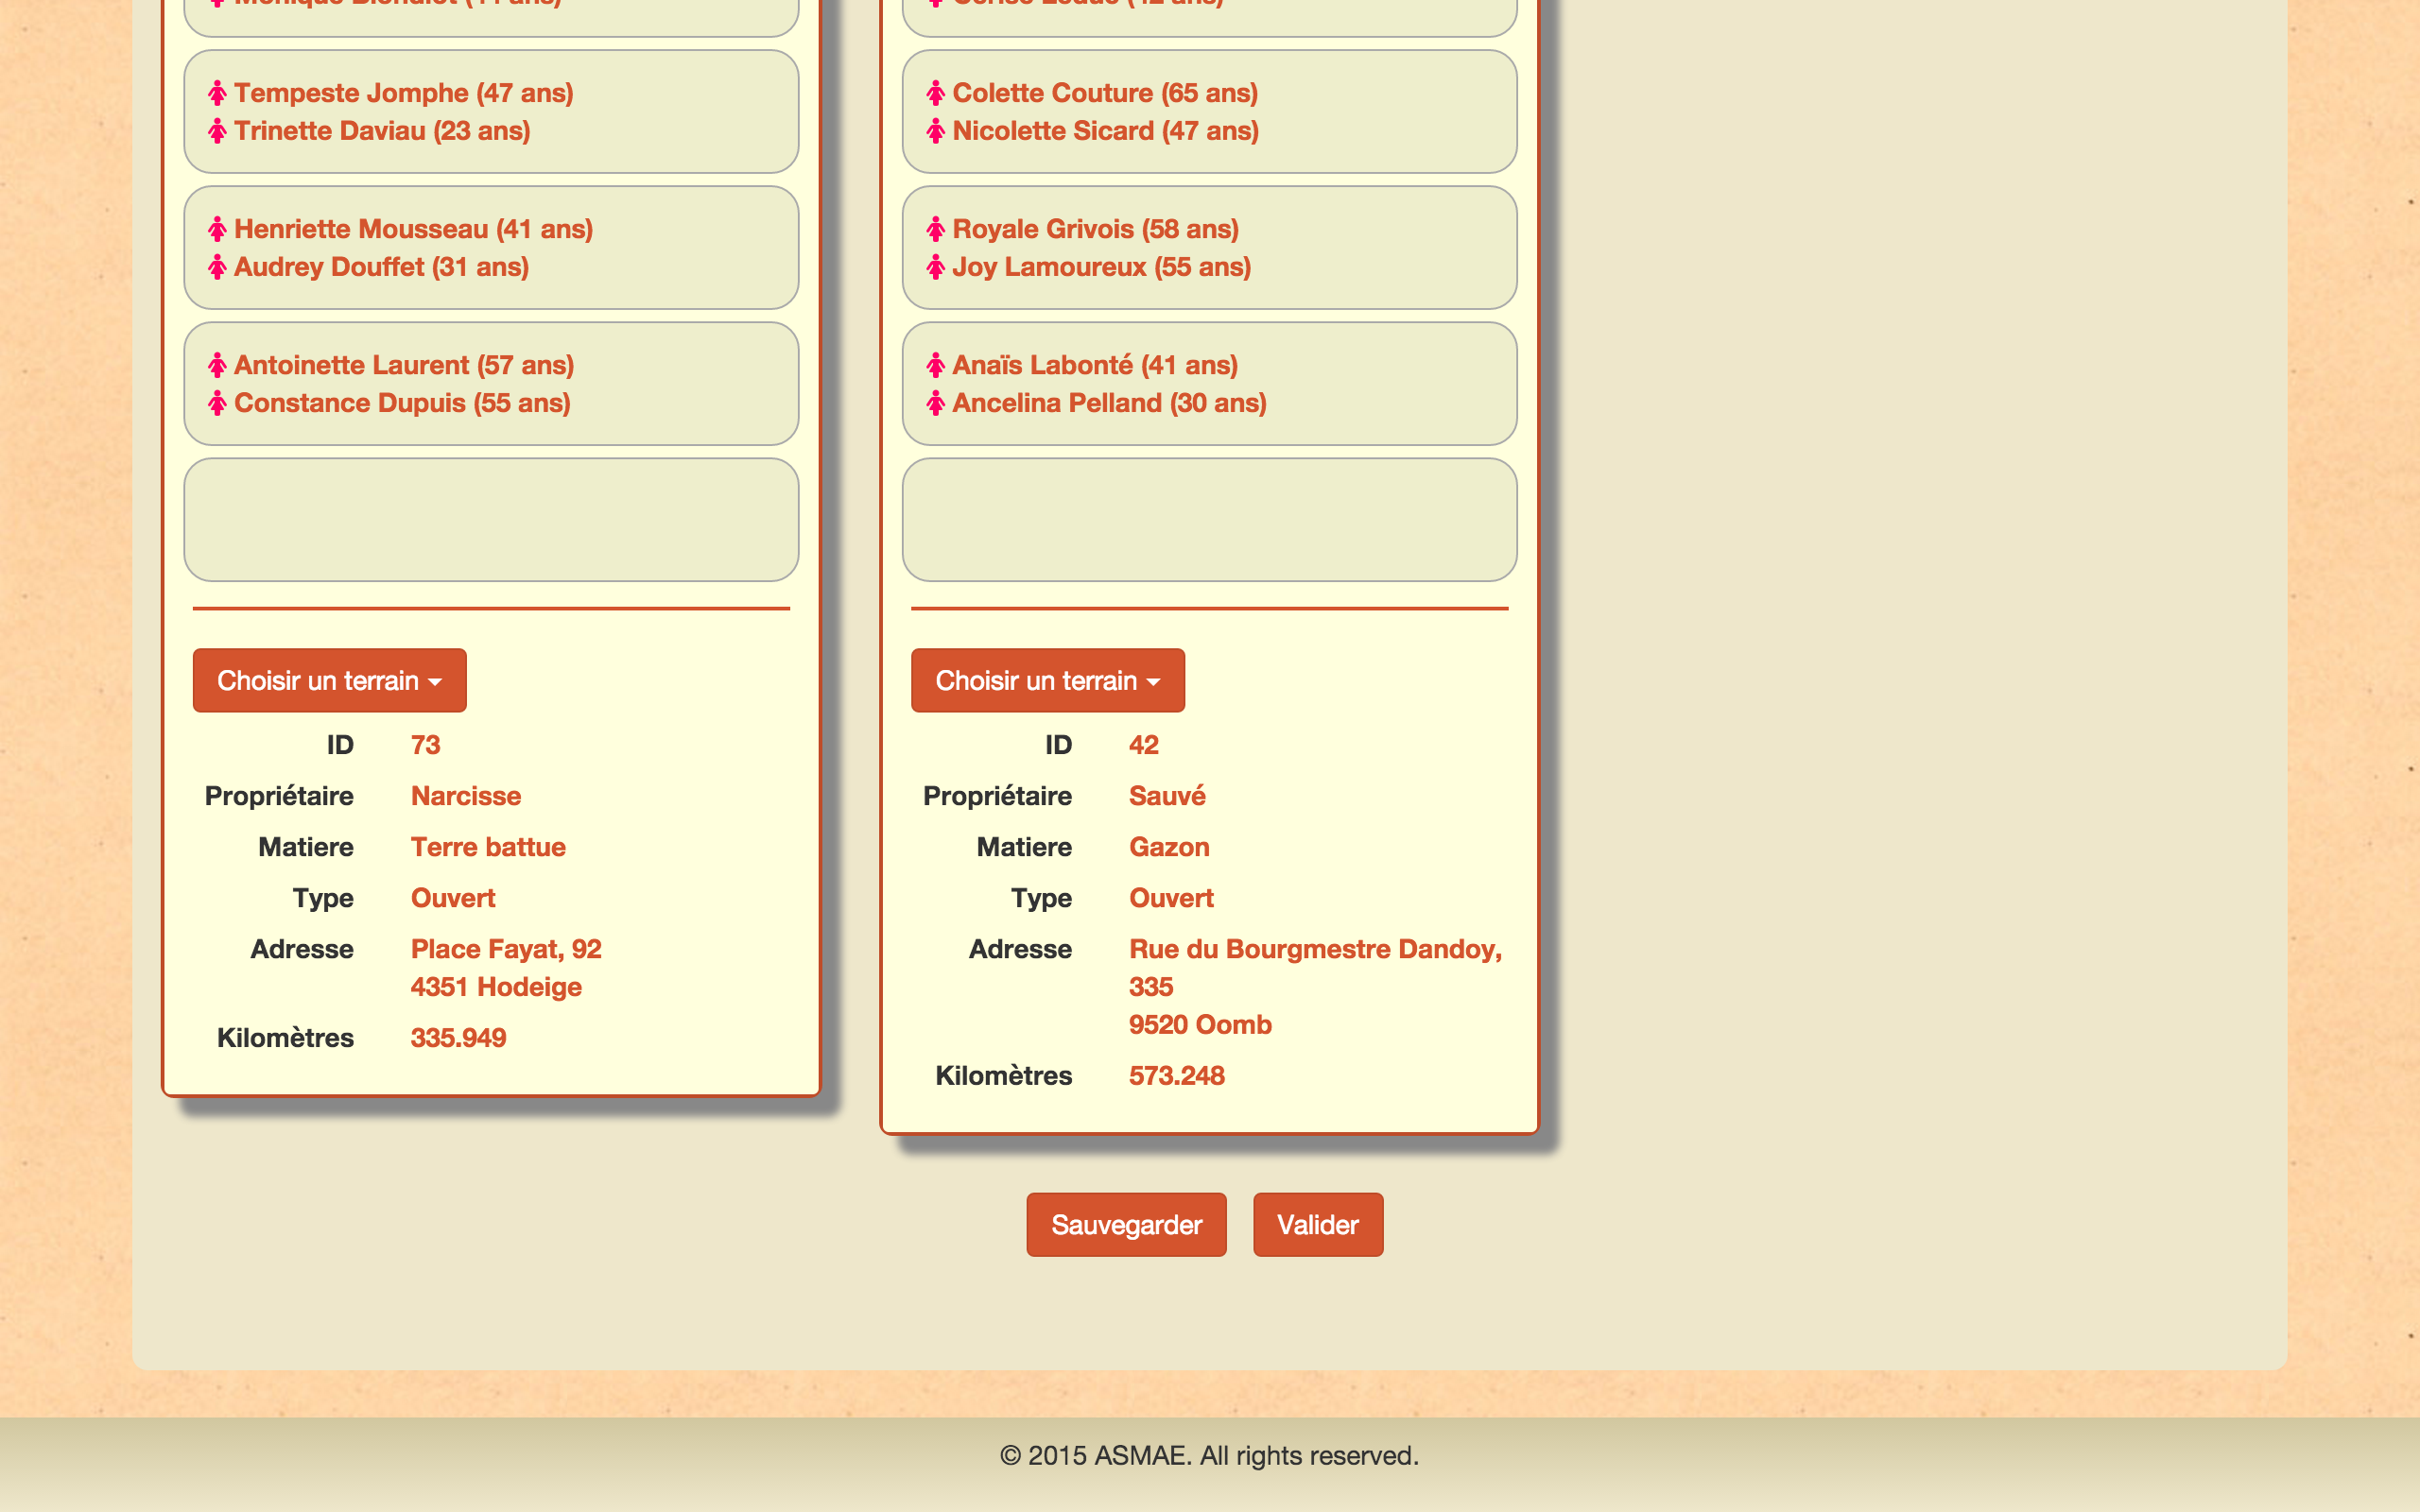 Tempeste Jomphe (47 ans)
Trinette Daviau (23 ans)
Henriette Mousseau (41 ans)
Audrey Douffet (31 ans)
Antoinette Laurent (57 ans)
Constance Dupuis (55 ans)
Choisir un terrain
ID 73
Propriétaire Narcisse
Matiere Terre battue
Type Ouvert
Adresse Place Fayat, 92
4351 Hodeige
Kilomètres 335.949
Colette Couture (65 ans)
Nicolette Sicard (47 ans)
Royale Grivois (58 ans)
Joy Lamoureux (55 ans)
Anaïs Labonté (41 ans)
Ancelina Pelland (30 ans)
Choisir un terrain
ID 42
Propriétaire Sauvé
Matiere Gazon
Type Ouvert
Adresse Rue du Bourgmestre Dandoy,
335
9520 Oomb
Kilomètres 573.248
Sauvegarder
Valider
© 2015 ASMAE. All rights reserved.